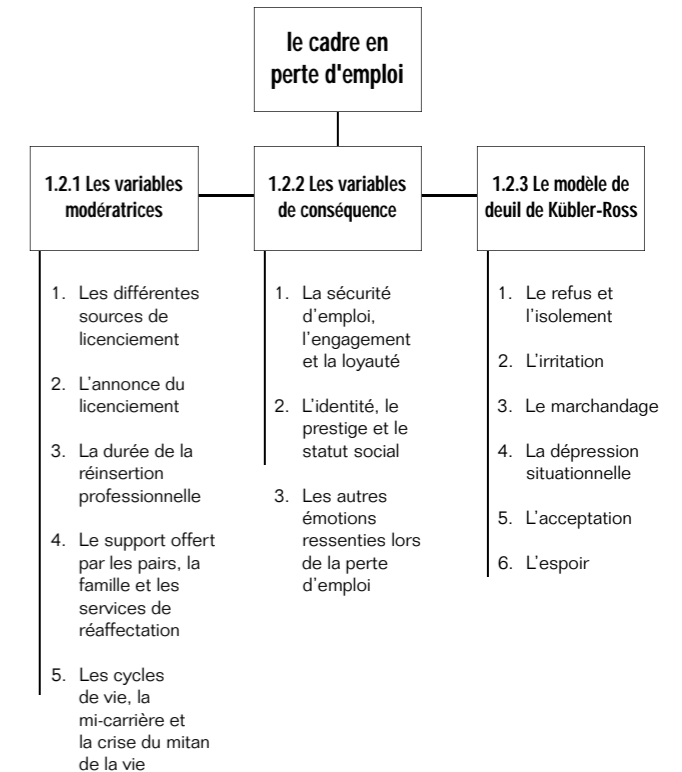 le cadre en
perte d'emploi
1.2.1 Les variables
modératrices
1. Les différentes
sources de
licenciement
2. L'annonce du
licenciement
3. La durée de la
réinsertion
professionnelle
4. Le support offert
par les pairs, la
famille et les
services de
réaffectation
5. Les cycles
de vie, la
mi-carrière et
la crise du mitan
de la vie
1.2.2 Les variables
de conséquence
1. La sécurité
d'emploi,
l'engagement
et la loyauté
2. L'identité, le
prestige et le
statut social
3. Les autres
émotions
ressenties lors
de la perte
d'emploi
1.2.3 Le modèle de
deuil de Kübler-Ross
1. Le refus et
l'isolement
2. L'irritation
3. Le marchandage
4. La dépression
situationnelle
5. L'acceptation
6. L'espoir